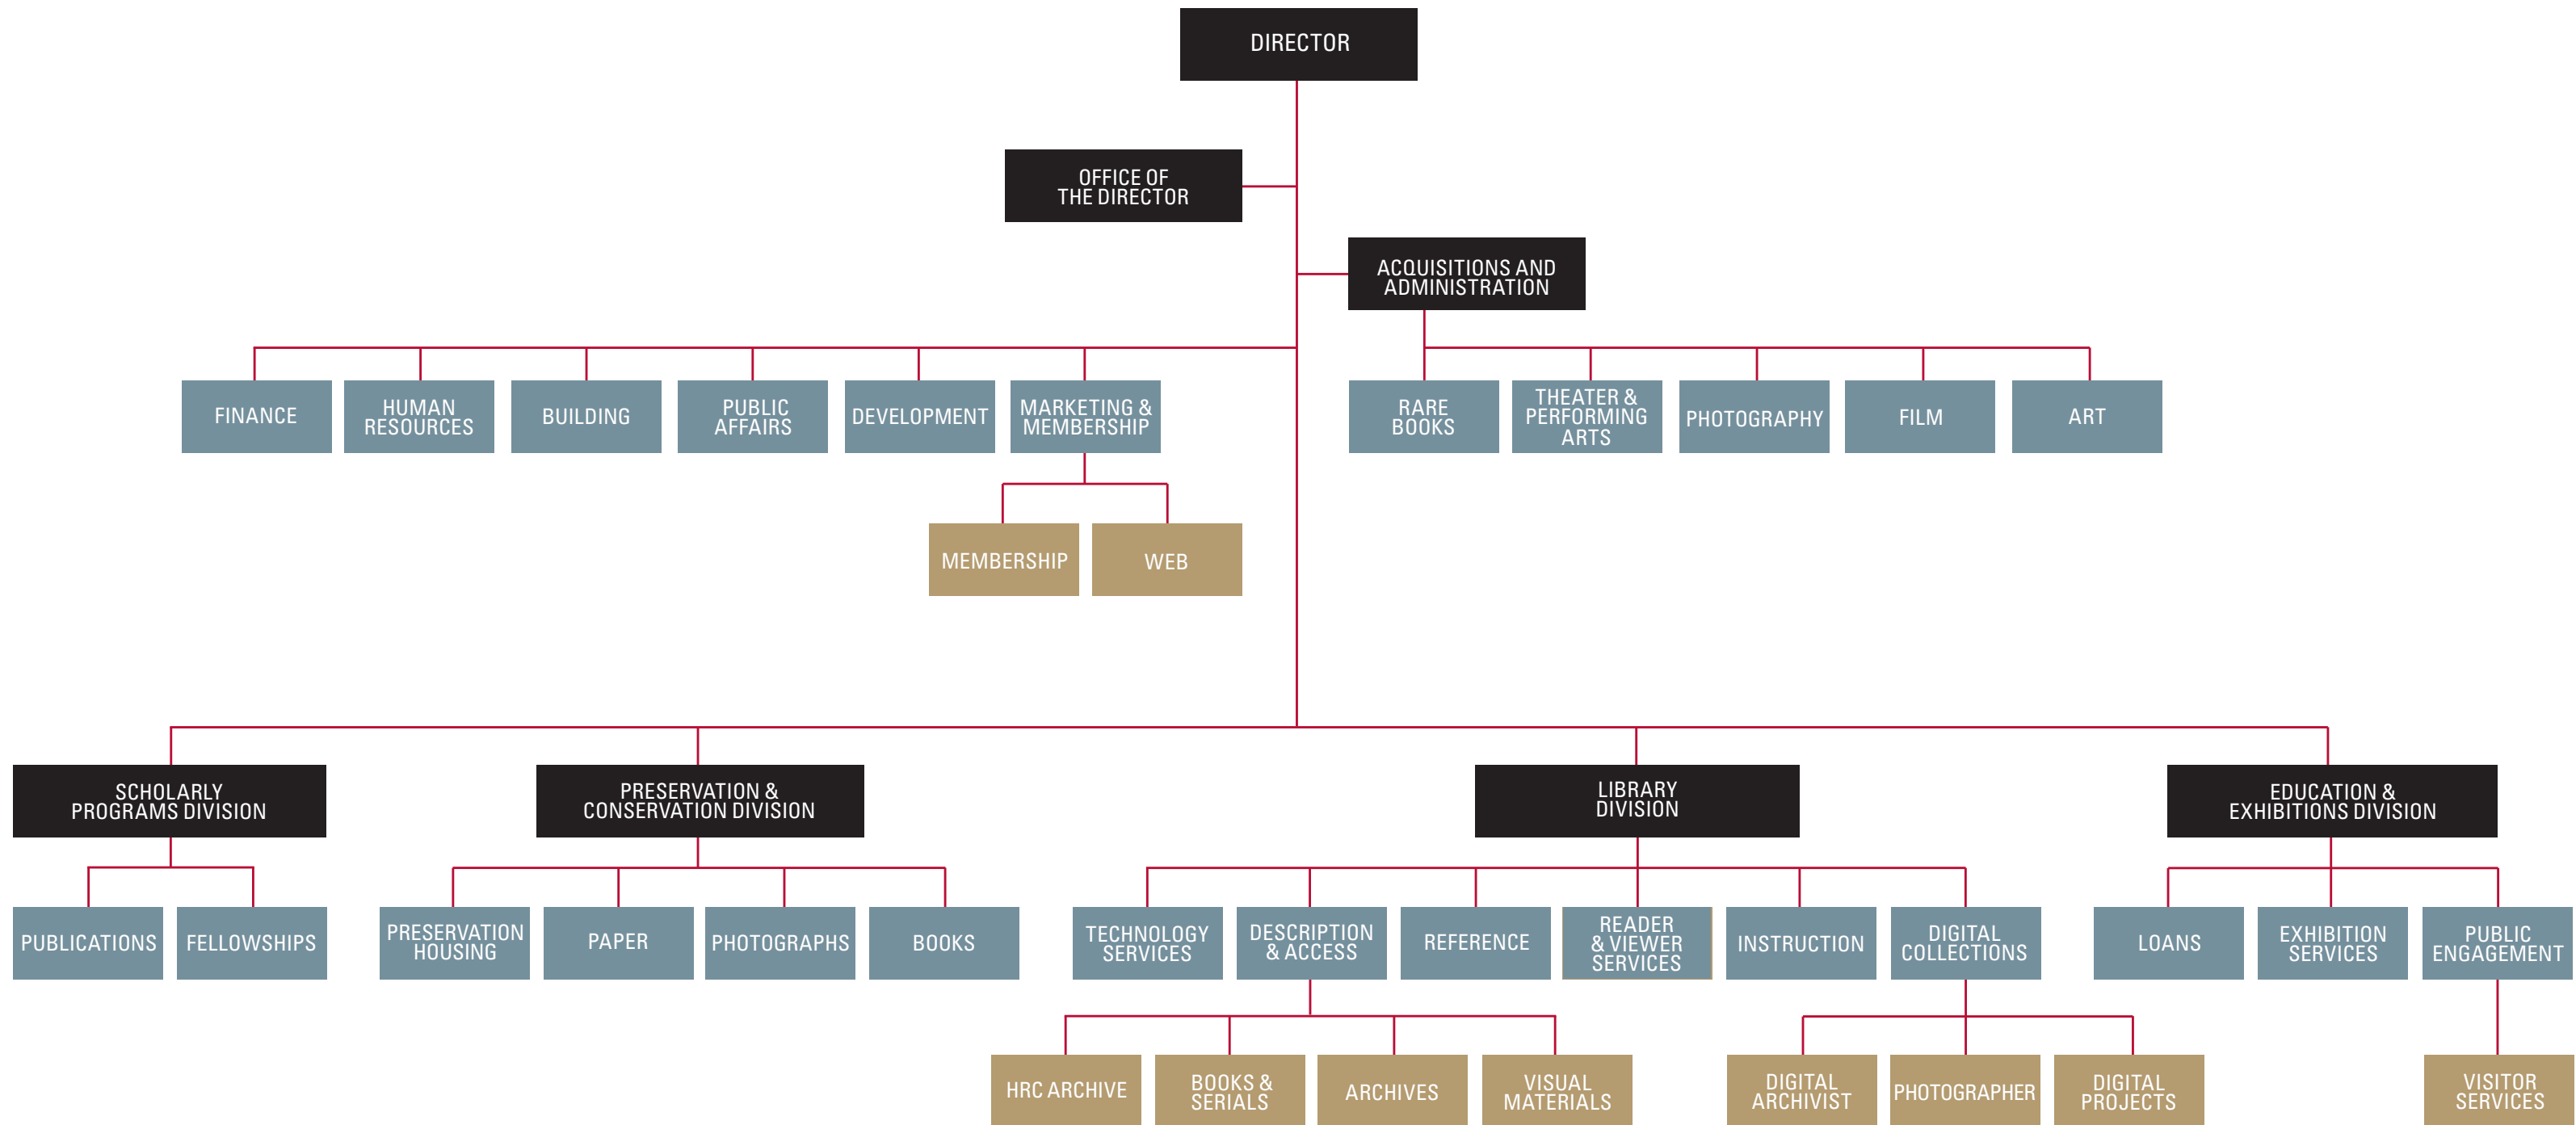 DIRECTOR
OFFICE OF
THE DIRECTOR
ACQUISITIONS AND
ADMINISTRATION
FINANCE
HUMAN
RESOURCES
BUILDING
PUBLIC
AFFAIRS
DEVELOPMENT
MARKETING &
MEMBERSHIP
RARE
BOOKS
THEATER &
PERFORMING
ARTS
PHOTOGRAPHY
FILM
ART
MEMBERSHIP
WEB
SCHOLARLY
PROGRAMS DIVISION
PRESERVATION &
CONSERVATION DIVISION
LIBRARY
DIVISION
EDUCATION &
EXHIBITIONS DIVISION
PUBLICATIONS
FELLOWSHIPS
PRESERVATION
HOUSING
PAPER
PHOTOGRAPHS
BOOKS
TECHNOLOGY
SERVICES
DESCRIPTION
& ACCESS
REFERENCE
READER
& VIEWER
SERVICES
INSTRUCTION
DIGITAL
COLLECTIONS
LOANS
EXHIBITION
SERVICES
PUBLIC
ENGAGEMENT
HRC ARCHIVE
BOOKS &
SERIALS
ARCHIVES
VISUAL
MATERIALS
DIGITAL
ARCHIVIST
PHOTOGRAPHER
DIGITAL
PROJECTS
VISITOR
SERVICES